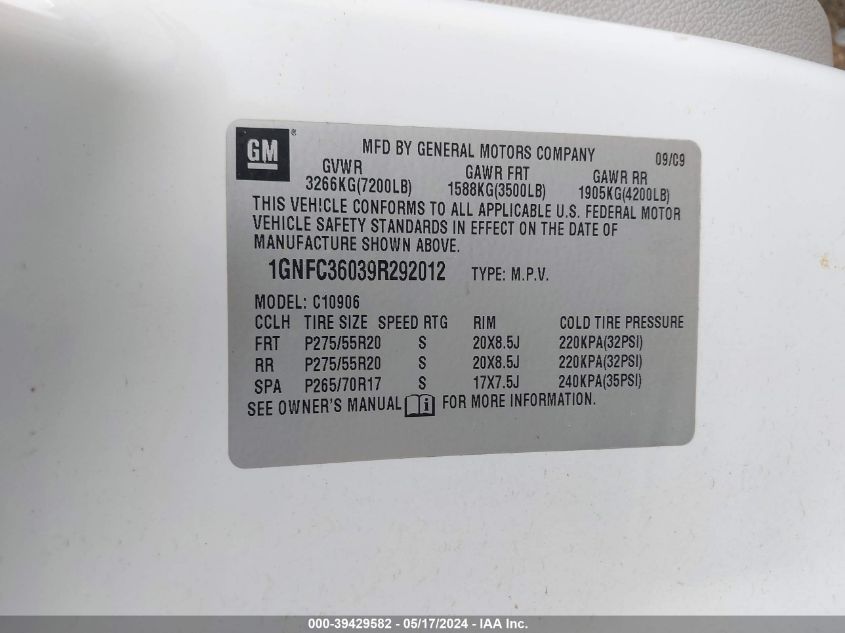 GM®
MFD BY GENERAL MOTORS COMPANY 09/09
GVWR GAWR FRT GAWR RR
3266KG(7200LB) 1588KG(3500LB) 1905KG(4200LB)
THIS VEHICLE CONFORMS TO ALL APPLICABLE U.S. FEDERAL MOTOR
VEHICLE SAFETY STANDARDS IN EFFECT ON THE DATE OF
MANUFACTURE SHOWN ABOVE.
1GNFC36039R292012 TYPE: M.P.V.
MODEL: C10906
CCLH TIRE SIZE SPEED RTG RIM COLD TIRE PRESSURE
FRT P275/55R20 S 20X8.5J 220KPA(32PSI)
RR P275/55R20 S 20X8.5J 220KPA(32PSI)
SPA P265/70R17 S 17X7.5J 240KPA(35PSI)
SEE OWNER'S MANUAL i FOR MORE INFORMATION.
000-39429582 - 05/17/2024 - IAA Inc.